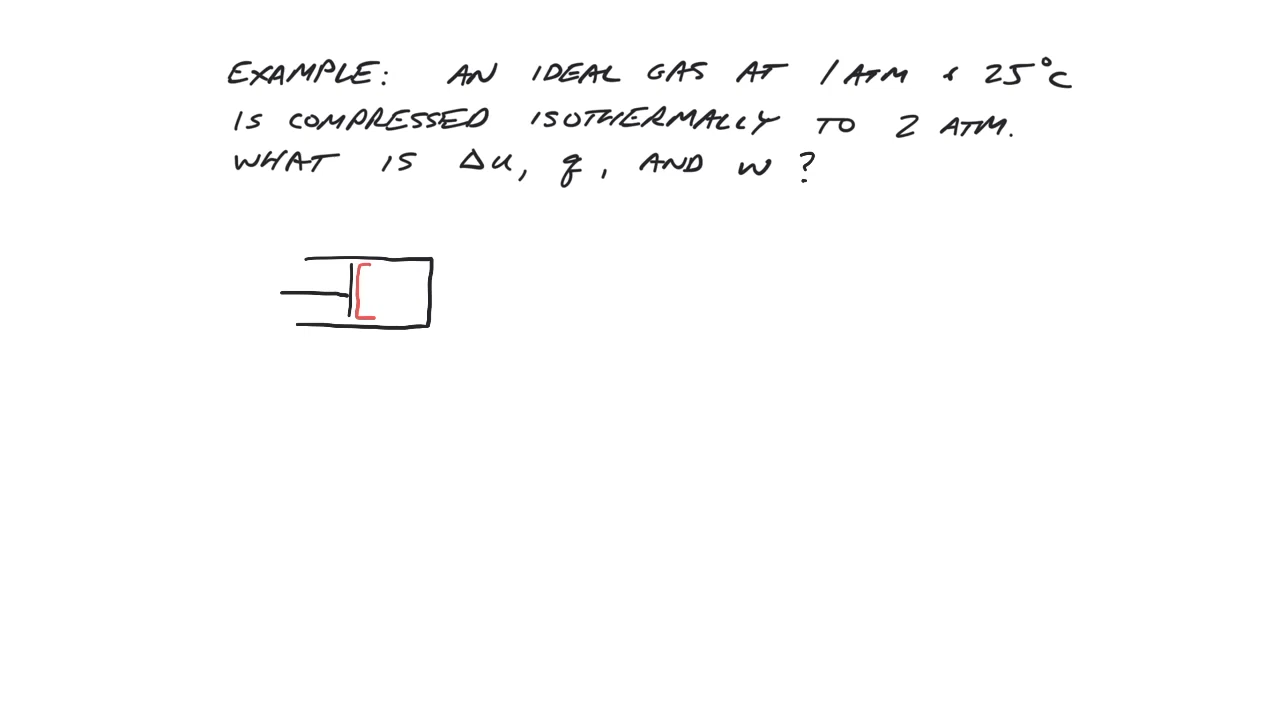 EXAMPLE: AN IDEAL GAS AT 1 ATM & 25°C
IS COMPRESSED ISOTHERMALLY TO 2 ATM.
WHAT IS Δu, q, AND w?